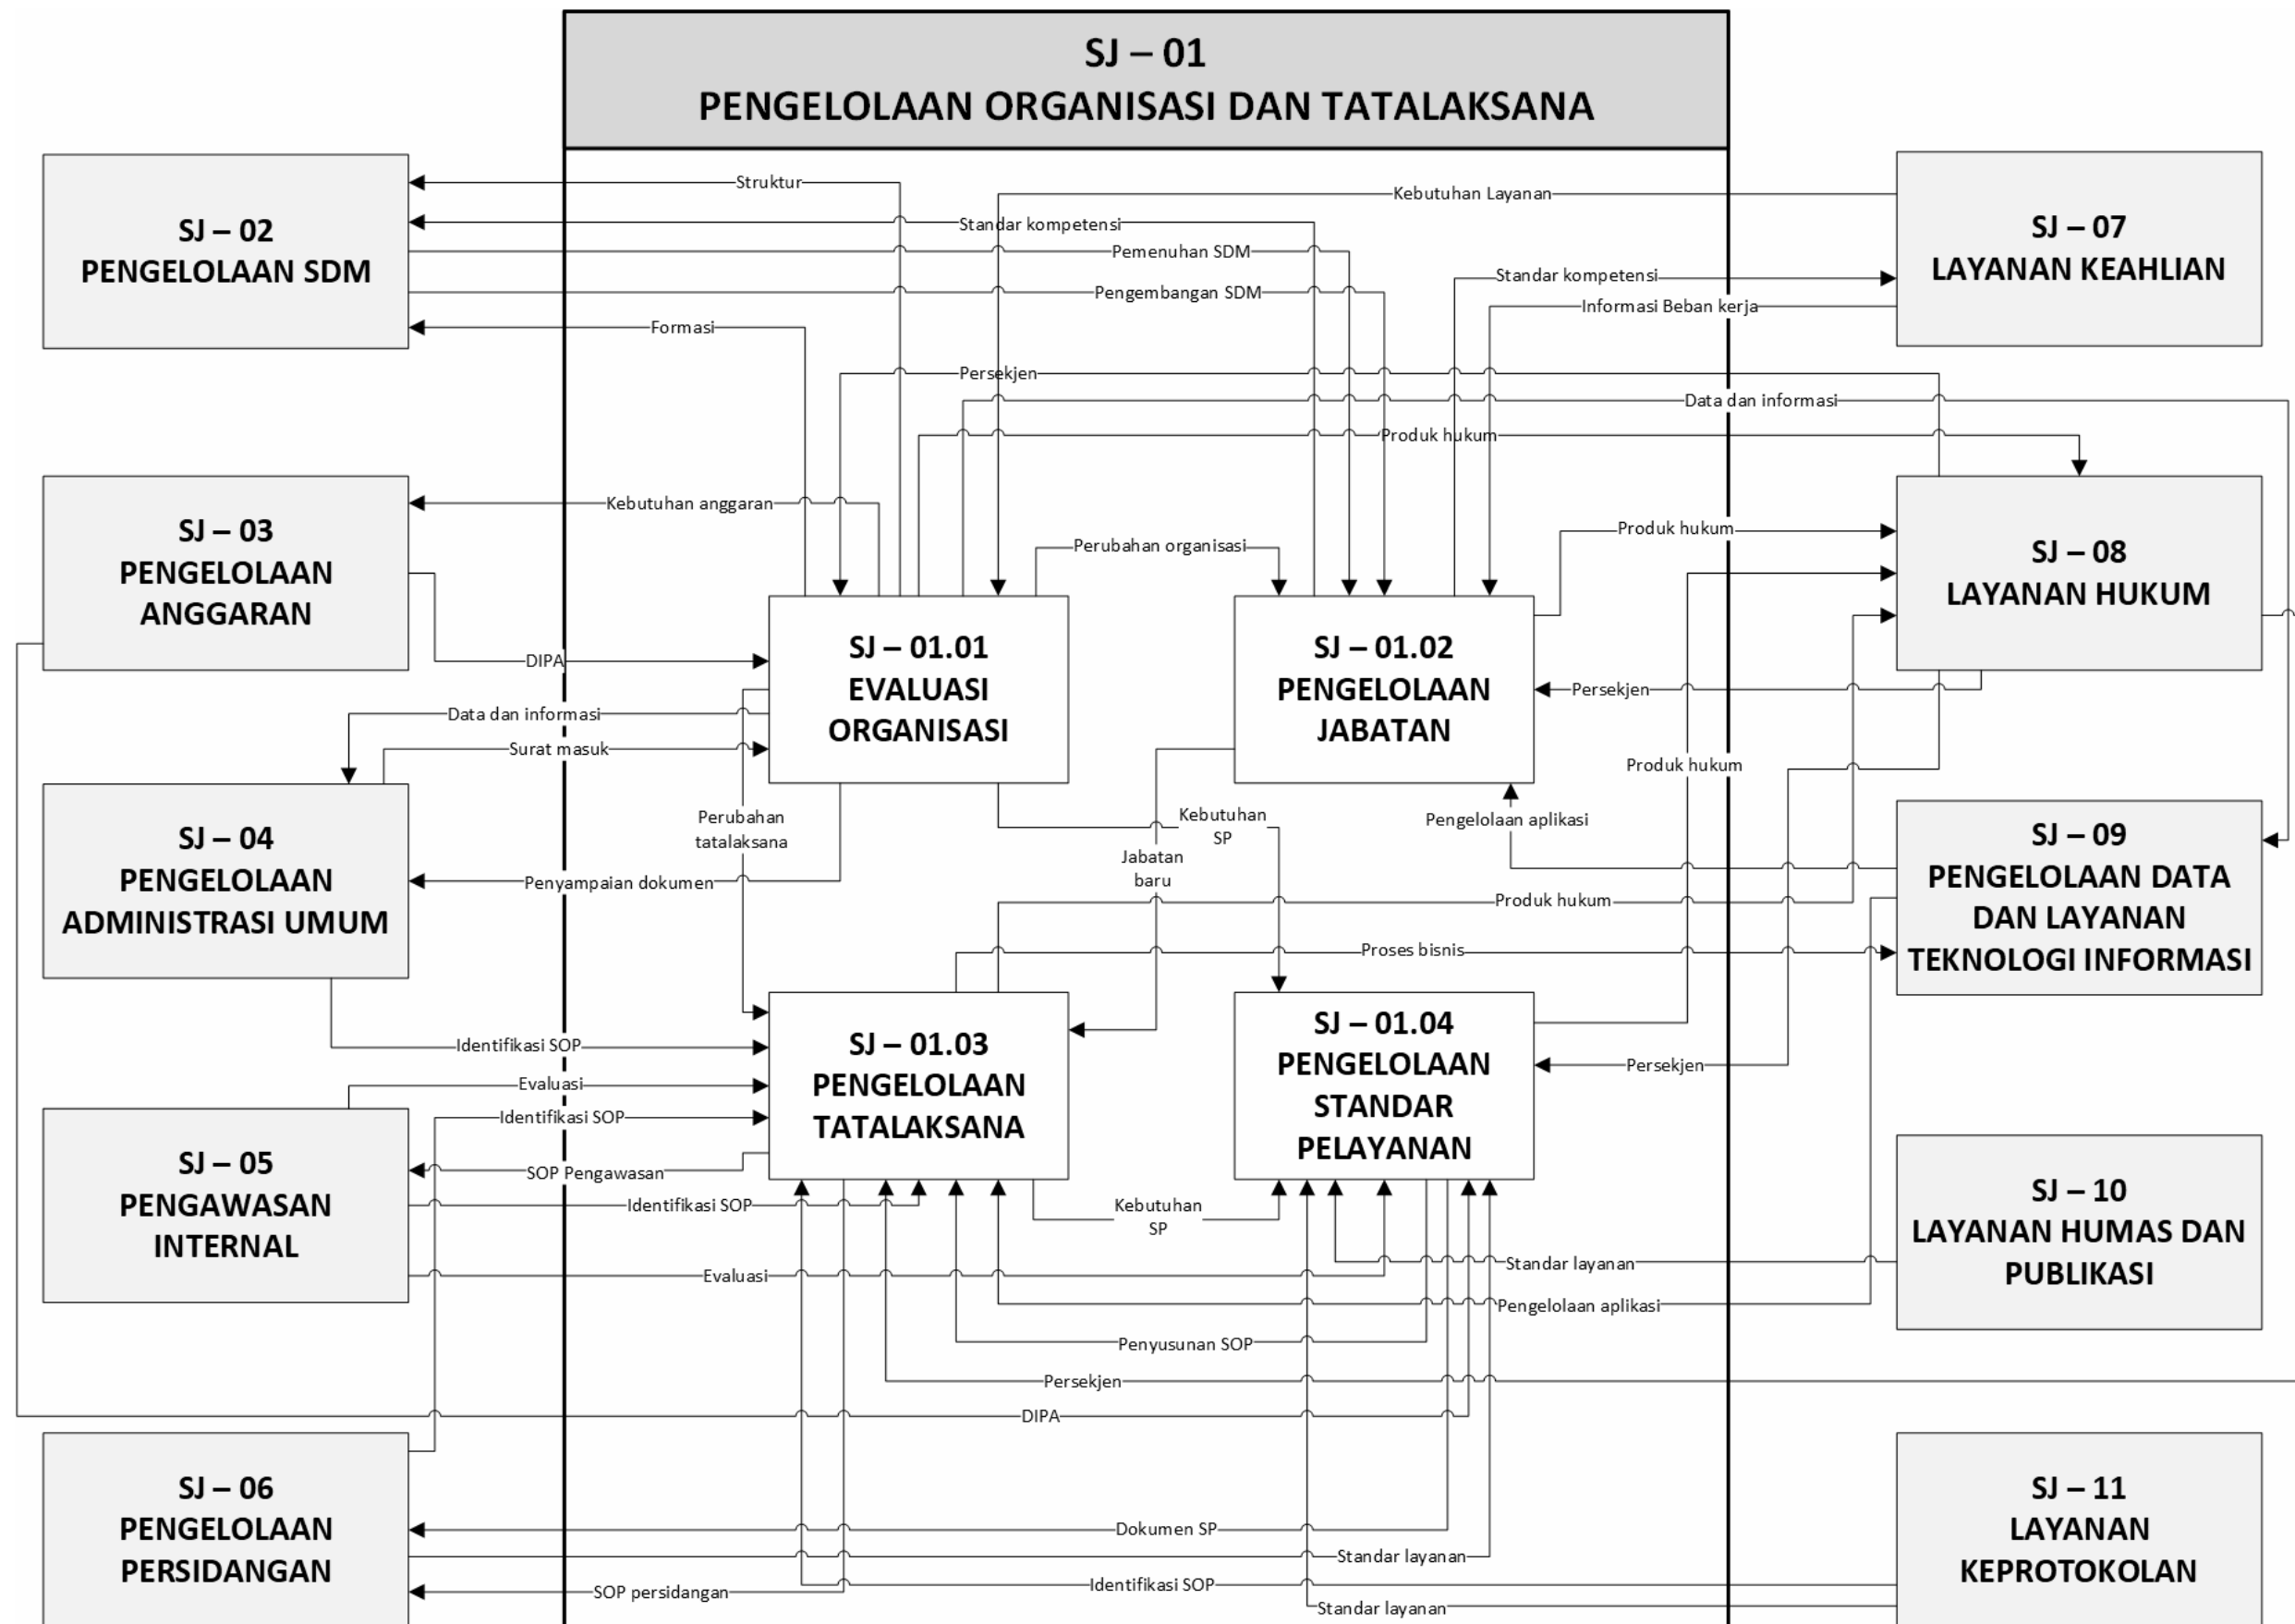 SJ – 01
PENGELOLAAN ORGANISASI DAN TATALAKSANA
SJ – 02
PENGELOLAAN SDM
SJ – 07
LAYANAN KEAHLIAN
Struktur
Kebutuhan Layanan
Standar kompetensi
Pemenuhan SDM
Standar kompetensi
Pengembangan SDM
Informasi Beban kerja
Formasi
Persekjen
Data dan informasi
Produk hukum
SJ – 03
PENGELOLAAN
ANGGARAN
Kebutuhan anggaran
Perubahan organisasi
Produk hukum
SJ – 08
LAYANAN HUKUM
DIPA
SJ – 01.01
EVALUASI
ORGANISASI
SJ – 01.02
PENGELOLAAN
JABATAN
Persekjen
Data dan informasi
Surat masuk
Produk hukum
SJ – 04
PENGELOLAAN
ADMINISTRASI UMUM
Perubahan
tatalaksana
Kebutuhan
SP
Pengelolaan aplikasi
Jabatan
baru
SJ – 09
PENGELOLAAN DATA
DAN LAYANAN
TEKNOLOGI INFORMASI
Penyampaian dokumen
Produk hukum
Proses bisnis
SJ – 01.03
PENGELOLAAN
TATALAKSANA
SJ – 01.04
PENGELOLAAN
STANDAR
PELAYANAN
Identifikasi SOP
Persekjen
Evaluasi
Identifikasi SOP
SJ – 05
PENGAWASAN
INTERNAL
SOP Pengawasan
Identifikasi SOP
Kebutuhan
SP
SJ – 10
LAYANAN HUMAS DAN
PUBLIKASI
Evaluasi
Standar layanan
Pengelolaan aplikasi
Penyusunan SOP
Persekjen
DIPA
SJ – 06
PENGELOLAAN
PERSIDANGAN
SJ – 11
LAYANAN
KEPROTOKOLAN
Dokumen SP
Standar layanan
Identifikasi SOP
SOP persidangan
Standar layanan